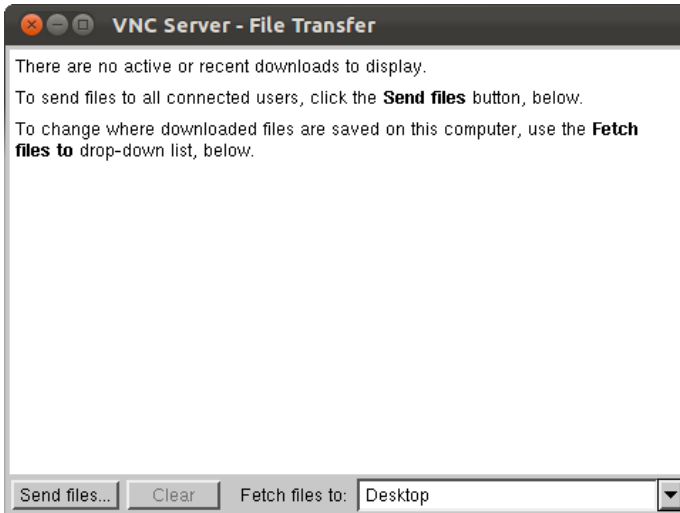 VNC Server - File Transfer
There are no active or recent downloads to display.
To send files to all connected users, click the Send files button, below.
To change where downloaded files are saved on this computer, use the Fetch
files to drop-down list, below.
Send files... Clear Fetch files to: Desktop